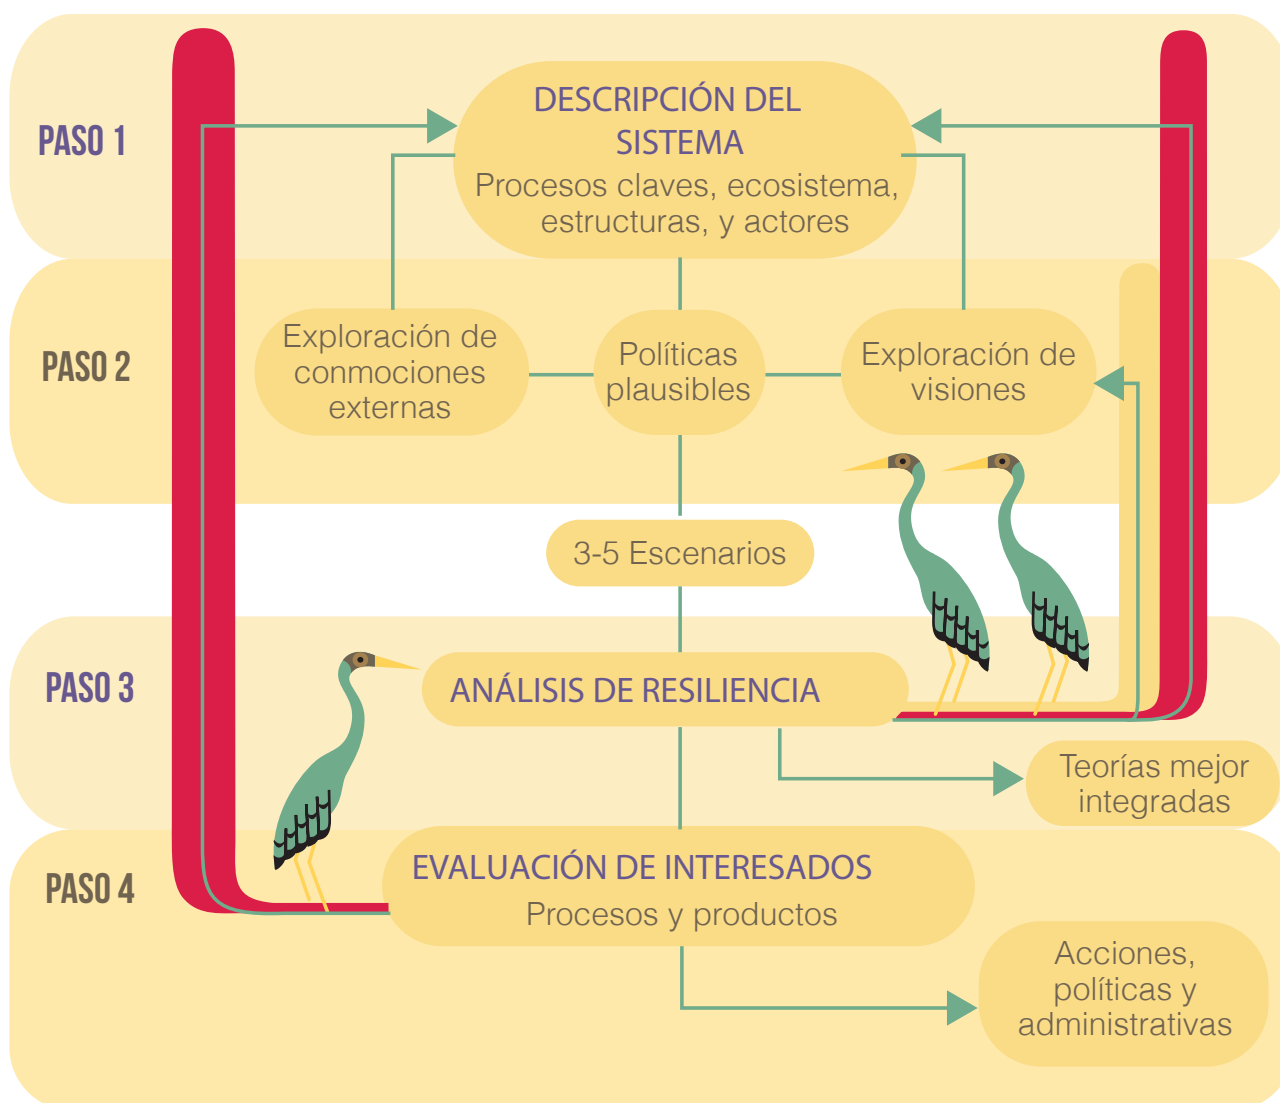 PASO 1
DESCRIPCIÓN DEL
SISTEMA
Procesos claves, ecosistema,
estructuras, y actores
PASO 2
Exploración de
conmociones
externas
Políticas
plausibles
Exploración de
visiones
3-5 Escenarios
PASO 3
ANÁLISIS DE RESILIENCIA
Teorías mejor
integradas
PASO 4
EVALUACIÓN DE INTERESADOS
Procesos y productos
Acciones,
políticas y
administrativas